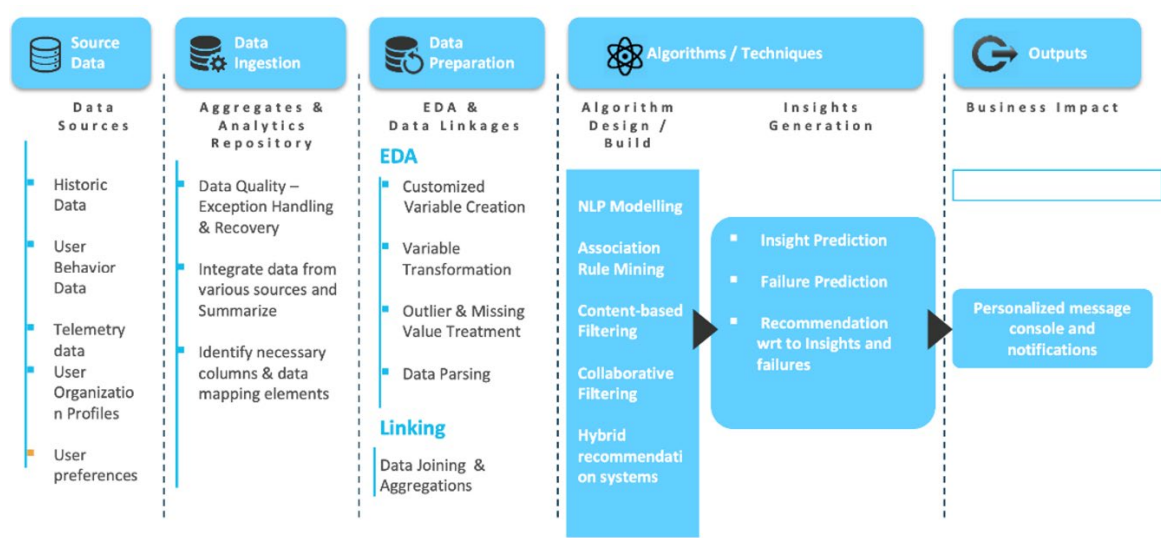 Source
Data
Data
Ingestion
Data
Preparation
Algorithms / Techniques
Outputs
Data
Sources
Aggregates &
Analytics
Repository
EDA &
Data Linkages
Algorithm
Design /
Build
Insights
Generation
Business Impact
Historic
Data
User
Behavior
Data
Telemetry
data
User
Organizatio
n Profiles
User
preferences
Data Quality –
Exception Handling
& Recovery
Integrate data from
various sources and
Summarize
Identify necessary
columns & data
mapping elements
EDA
Customized
Variable Creation
Variable
Transformation
Outlier & Missing
Value Treatment
Data Parsing
Linking
Data Joining &
Aggregations
NLP Modelling
Association
Rule Mining
Content-based
Filtering
Collaborative
Filtering
Hybrid
recommendati
on systems
Insight Prediction
Failure Prediction
Recommendation
wrt to Insights and
failures
Personalized message
console and
notifications